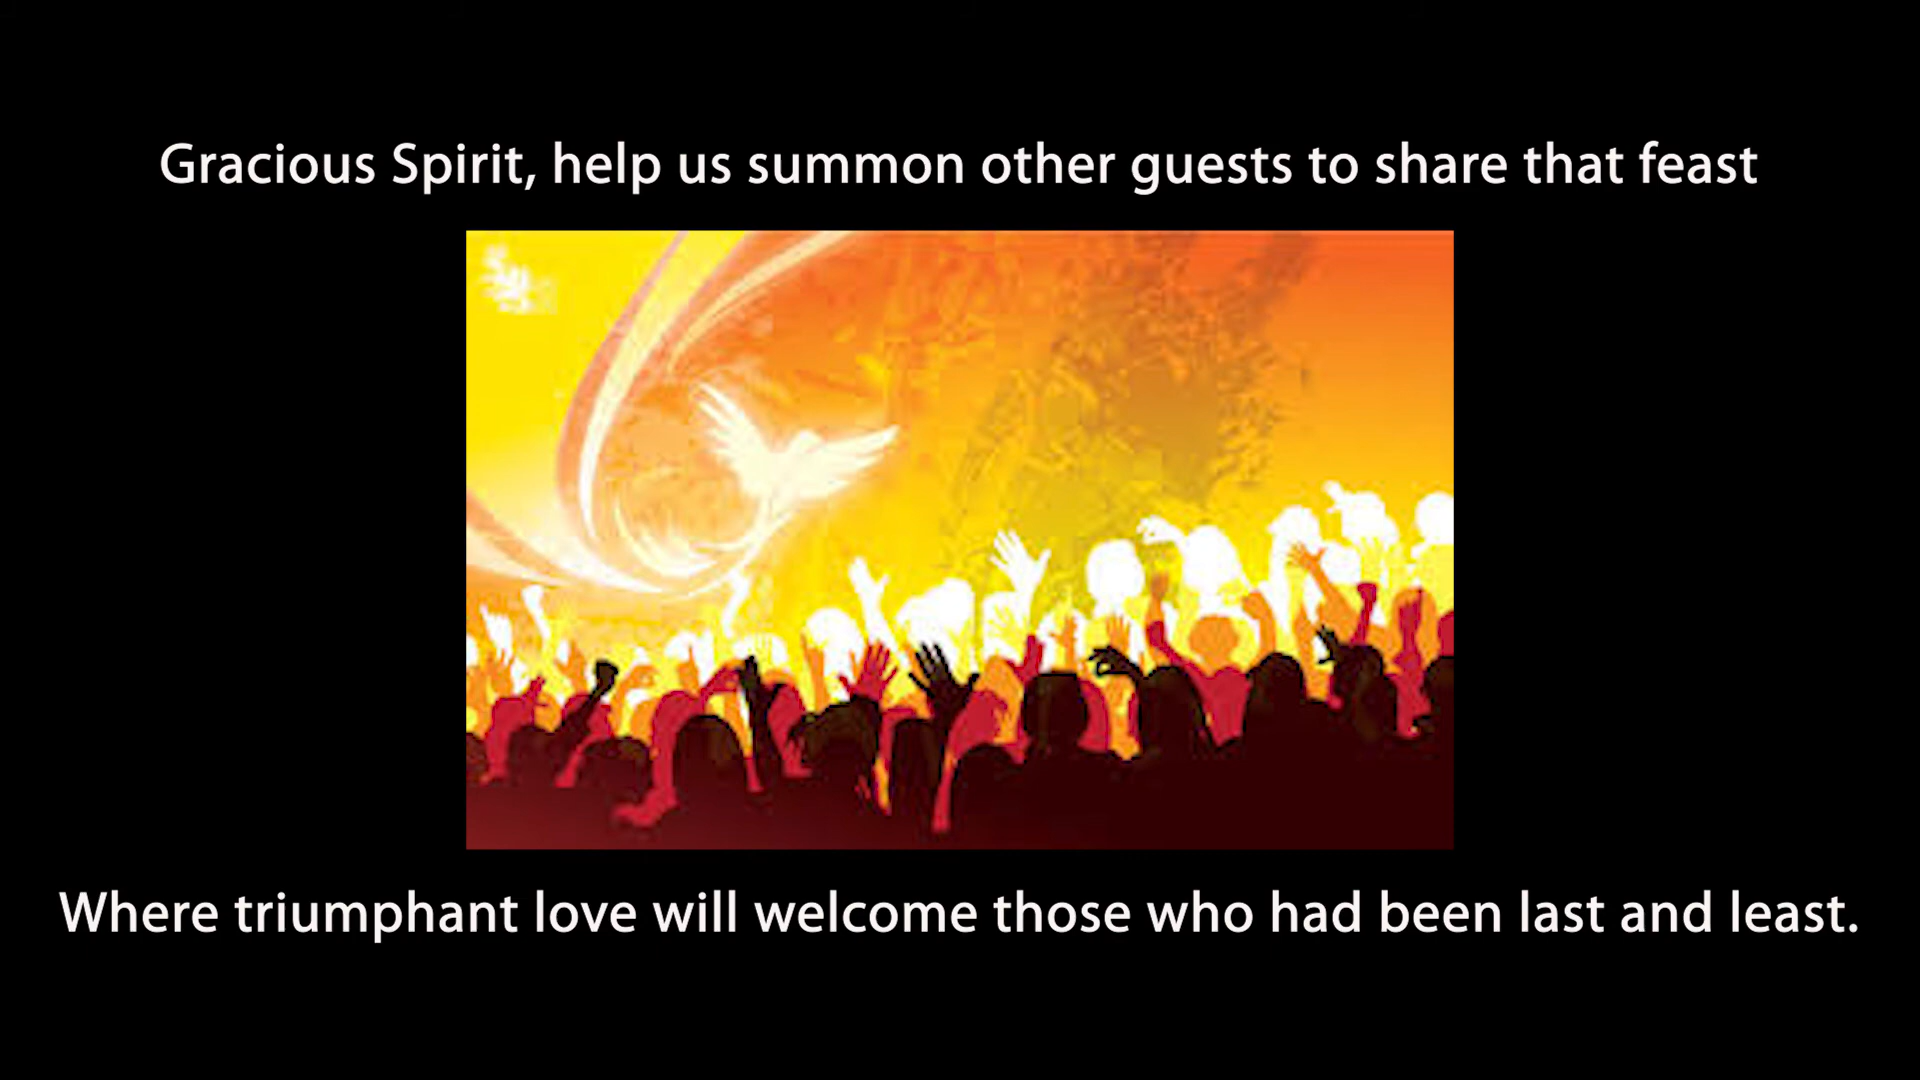 Gracious Spirit, help us summon other guests to share that feast
Where triumphant love will welcome those who had been last and least.